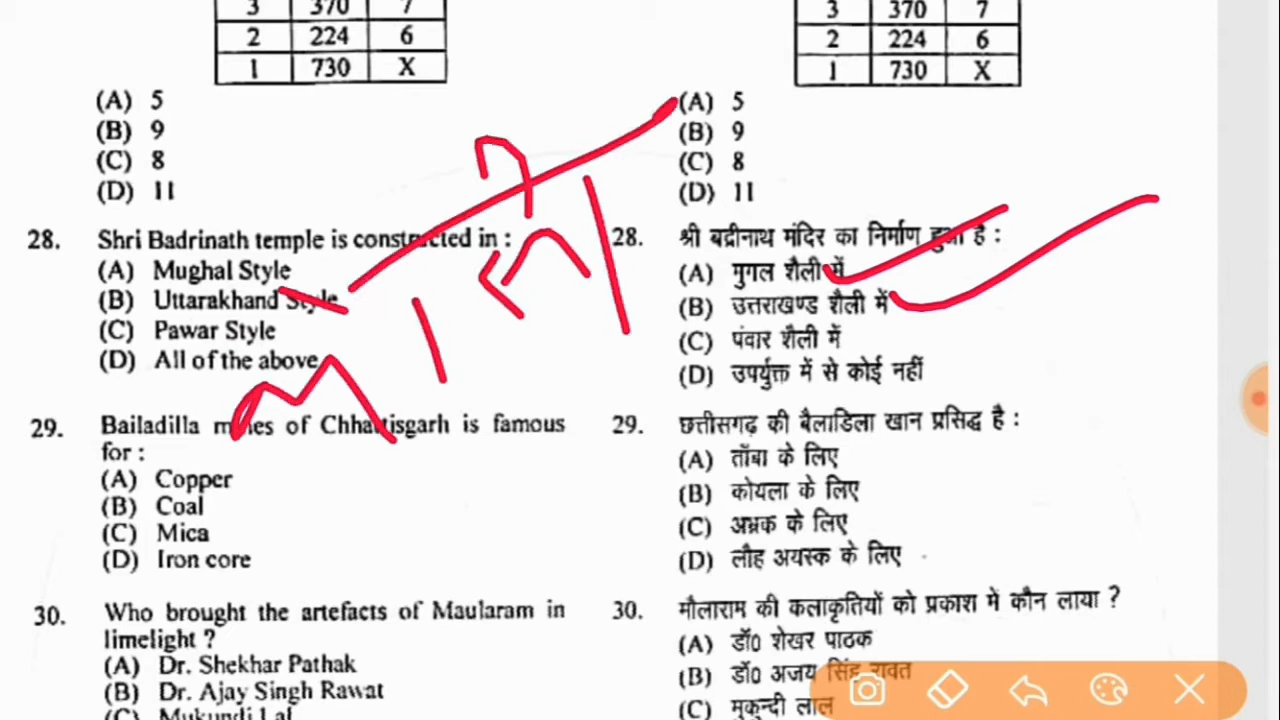 3 370 7
2 224 6
1 730 X
(A) 5
(B) 9
(C) 8
(D) 11
28. Shri Badrinath temple is constructed in :
(A) Mughal Style
(B) Uttarakhand Style
(C) Pawar Style
(D) All of the above
29. Bailadilla mines of Chhattisgarh is famous
for :
(A) Copper
(B) Coal
(C) Mica
(D) Iron core
30. Who brought the artefacts of Maularam in
limelight ?
(A) Dr. Shekhar Pathak
(B) Dr. Ajay Singh Rawat
(C) Mukundi Lal
3 370 7
2 224 6
1 730 X
(A) 5
(B) 9
(C) 8
(D) 11
28. श्री बद्रीनाथ मंदिर का निर्माण हुआ है :
(A) मुगल शैली में
(B) उत्तराखण्ड शैली में
(C) पंवार शैली में
(D) उपर्युक्त में से कोई नहीं
29. छत्तीसगढ़ की बैलाडिला खान प्रसिद्ध है :
(A) ताँबा के लिए
(B) कोयला के लिए
(C) अभ्रक के लिए
(D) लौह अयस्क के लिए
30. मौलाराम की कलाकृतियों को प्रकाश में कौन लाया ?
(A) डॉ0 शेखर पाठक
(B) डॉ0 अजय सिंह रावत
(C) मुकुन्दी लाल